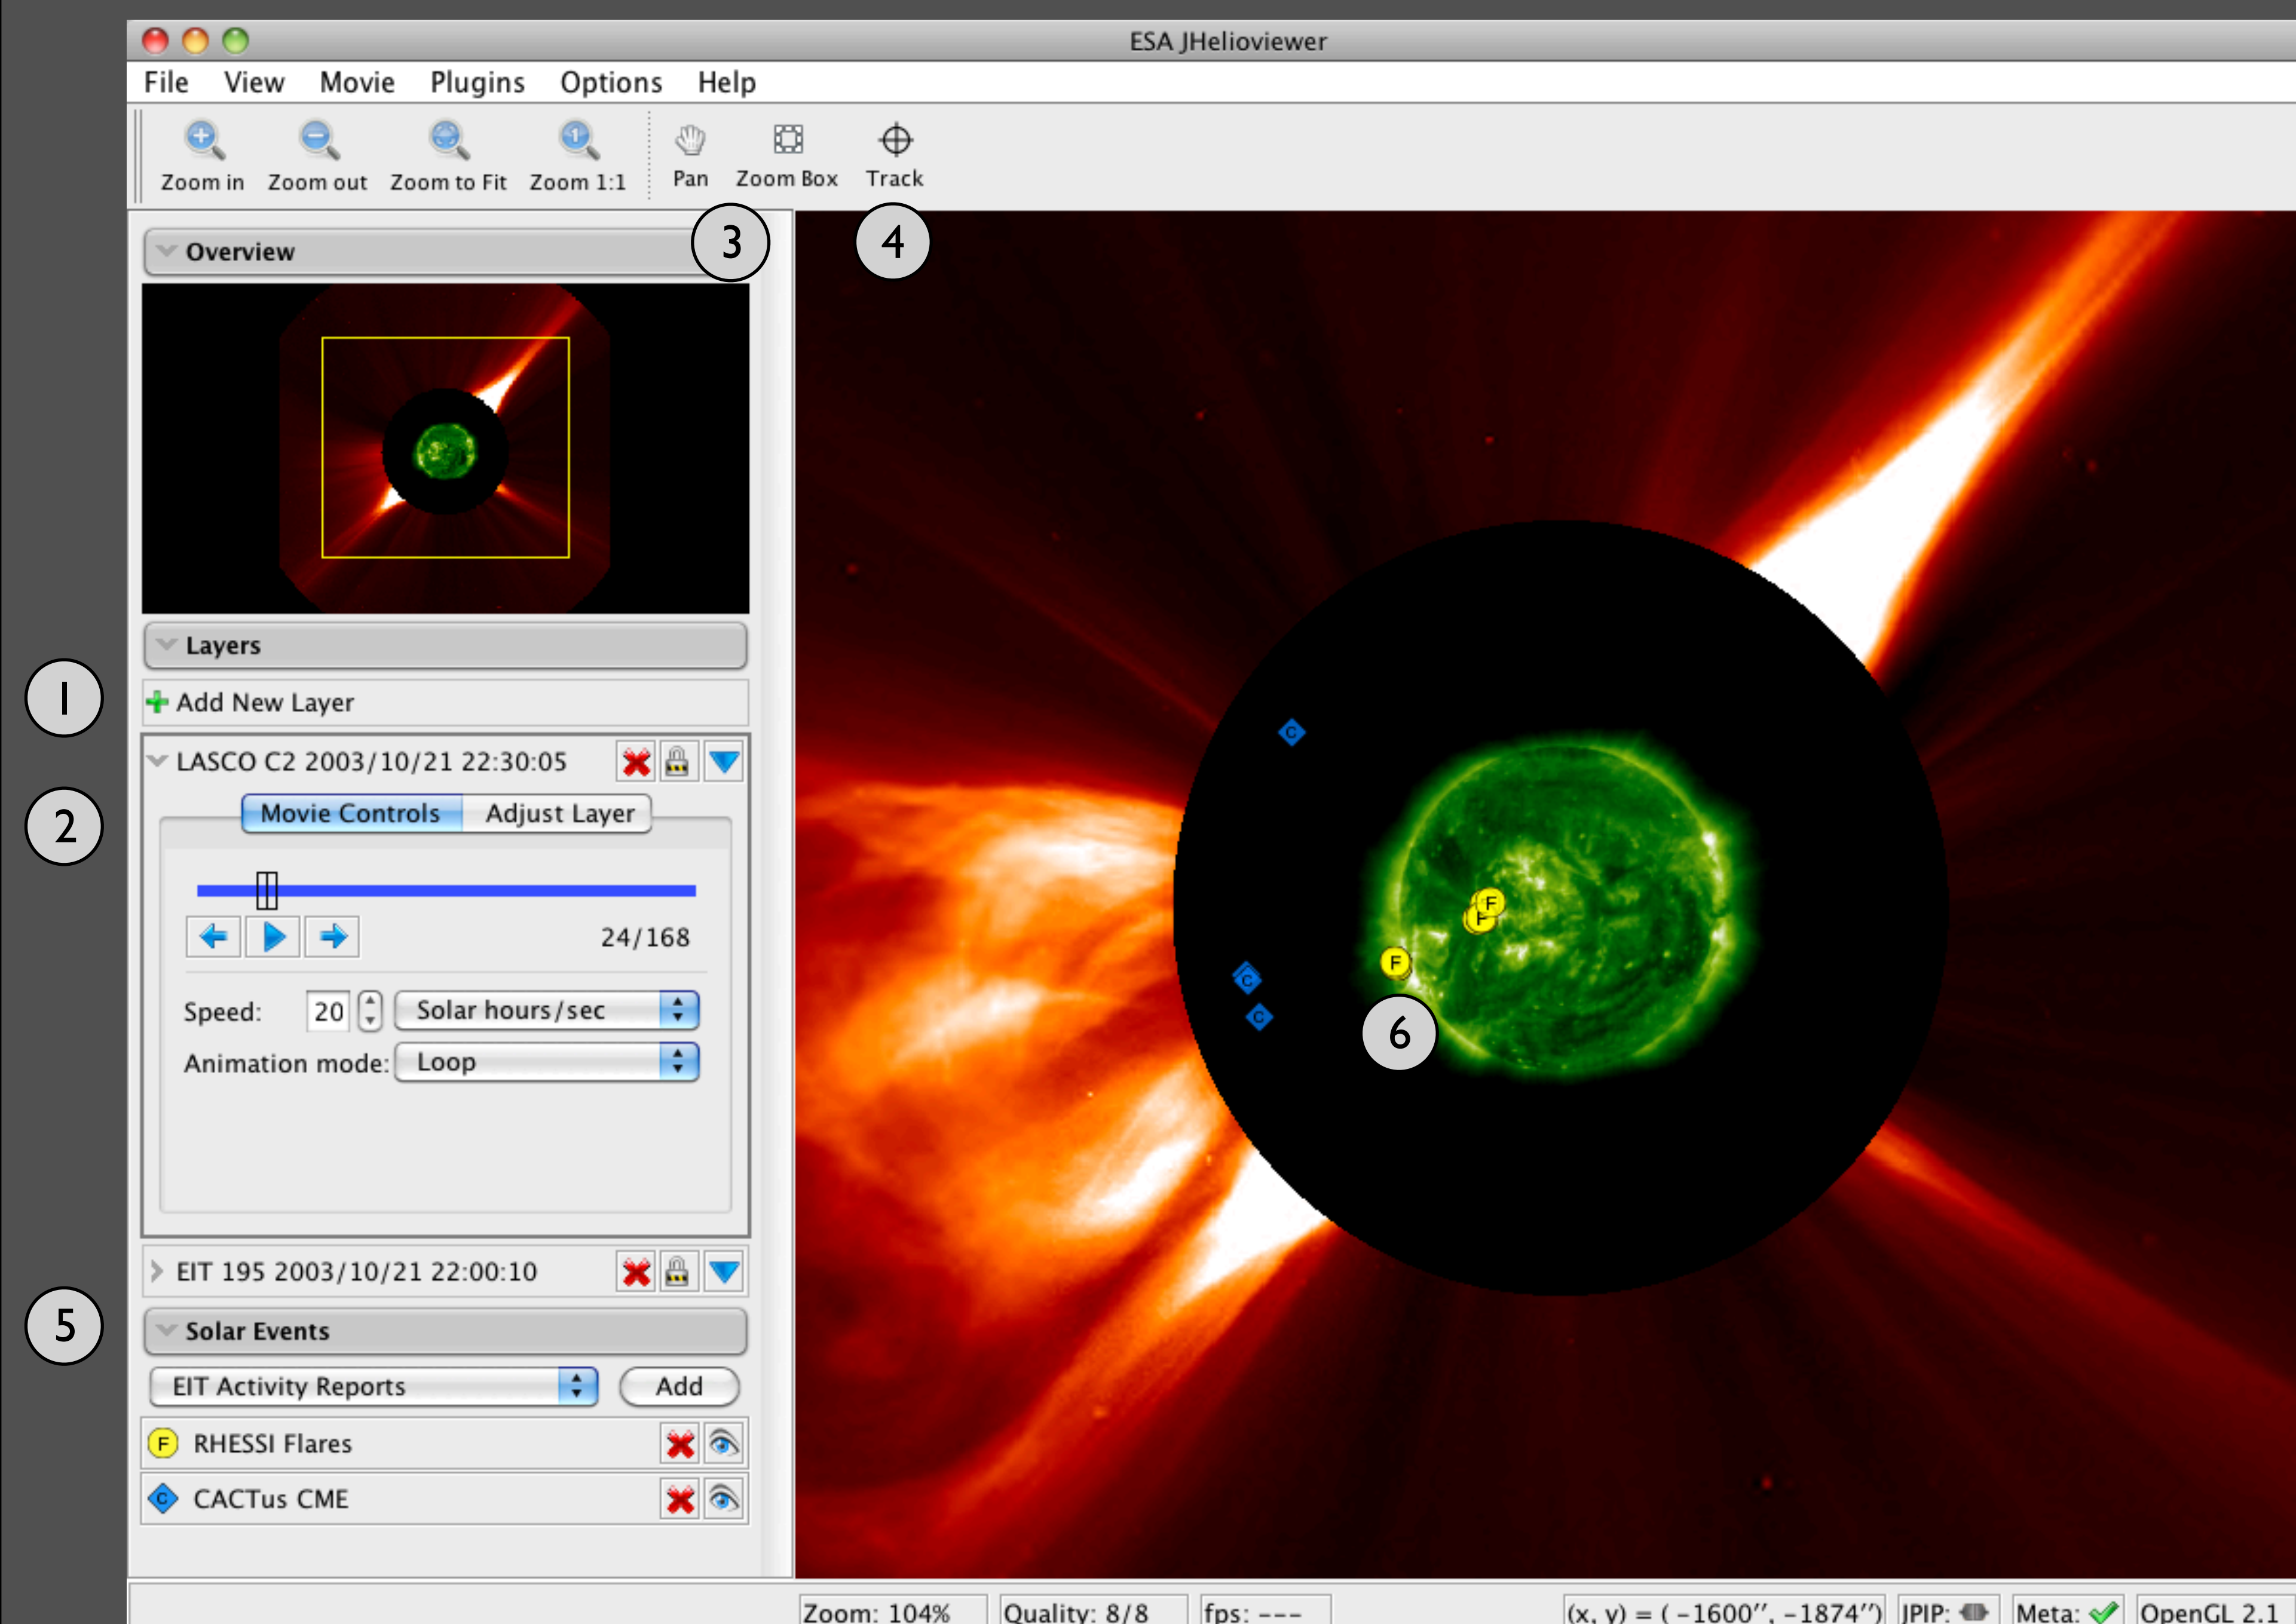 ESA JHelioviewer
File View Movie Plugins Options Help
Zoom in Zoom out Zoom to Fit Zoom 1:1 Pan Zoom Box Track
Overview
3
4
Layers
1
Add New Layer
LASCO C2 2003/10/21 22:30:05
2
Movie Controls Adjust Layer
24/168
Speed: 20 Solar hours/sec
Animation mode: Loop
C
F
F
F
C
C
6
EIT 195 2003/10/21 22:00:10
5
Solar Events
EIT Activity Reports Add
F RHESSI Flares
C CACTus CME
Zoom: 104% Quality: 8/8 fps: --- (x, y) = ( -1600’’, -1874’’) JPIP: Meta: OpenGL 2.1